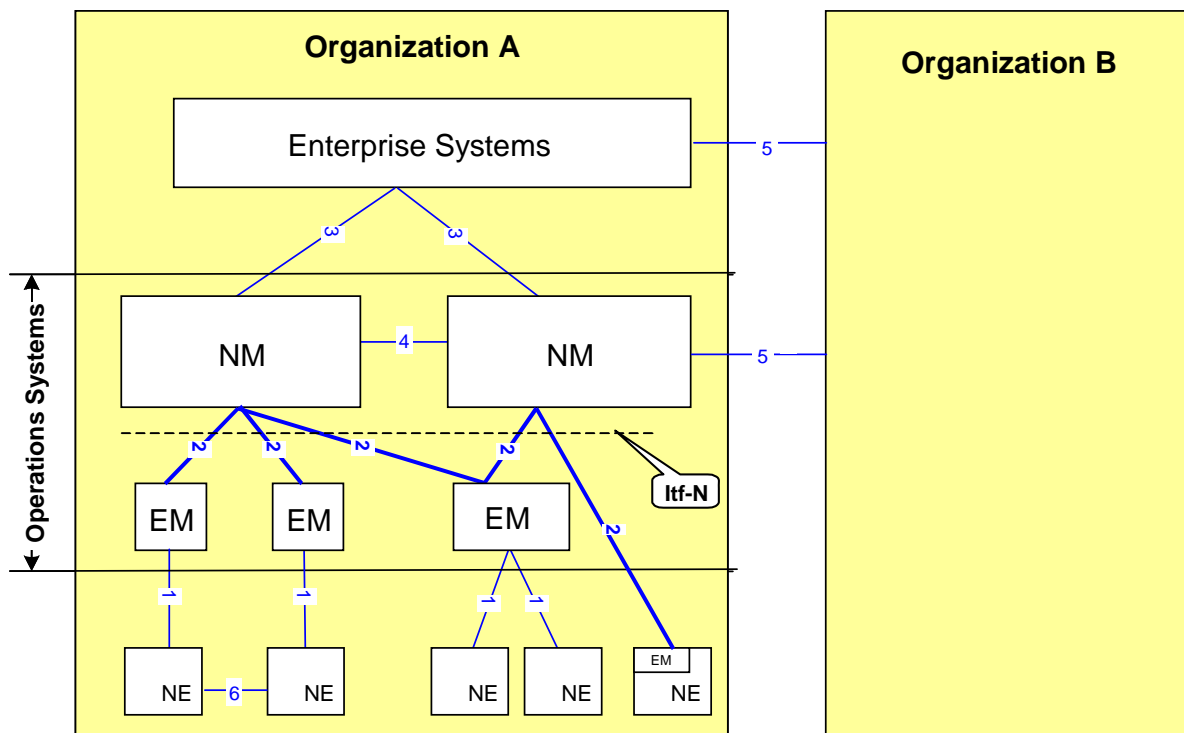 Organization A
Organization B
Enterprise Systems
5
3
3
Operations Systems
NM
4
NM
5
2
2
2
2
Itf-N
EM
EM
EM
2
1
1
1
1
EM
NE
6
NE
NE
NE
NE